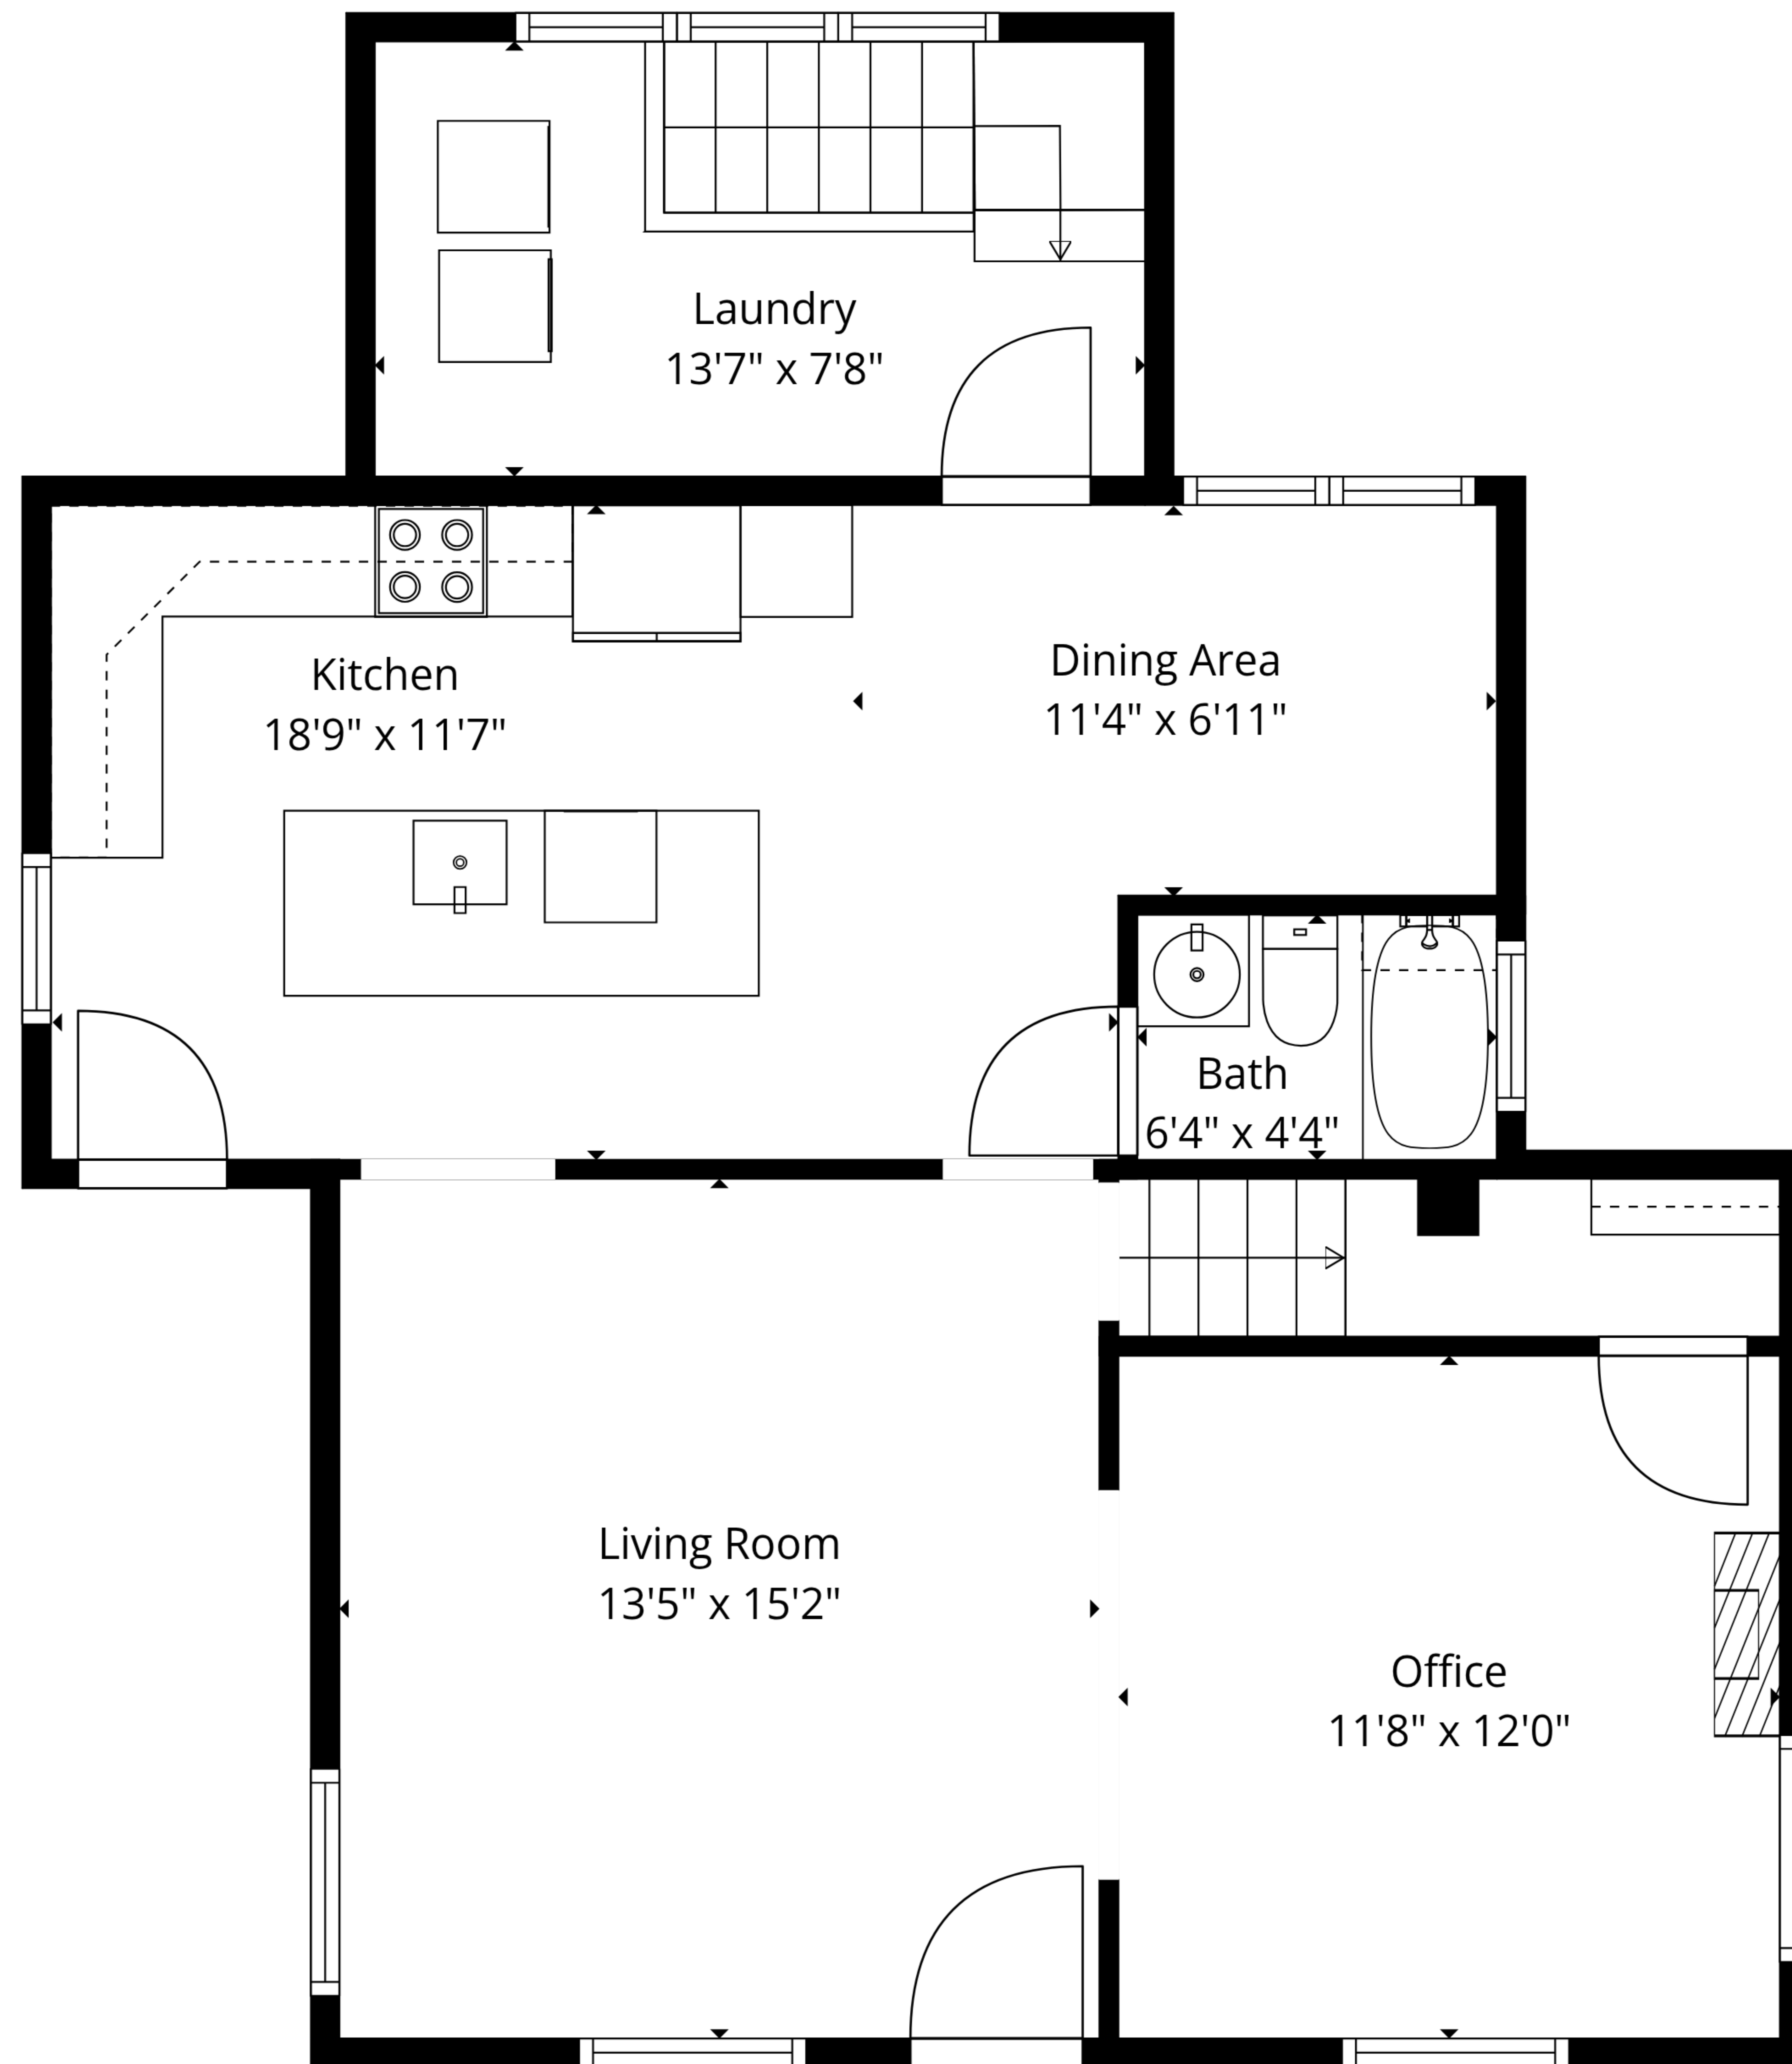 Laundry
13'7" x 7'8"
Kitchen
18'9" x 11'7"
Dining Area
11'4" x 6'11"
Bath
6'4" x 4'4"
Living Room
13'5" x 15'2"
Office
11'8" x 12'0"